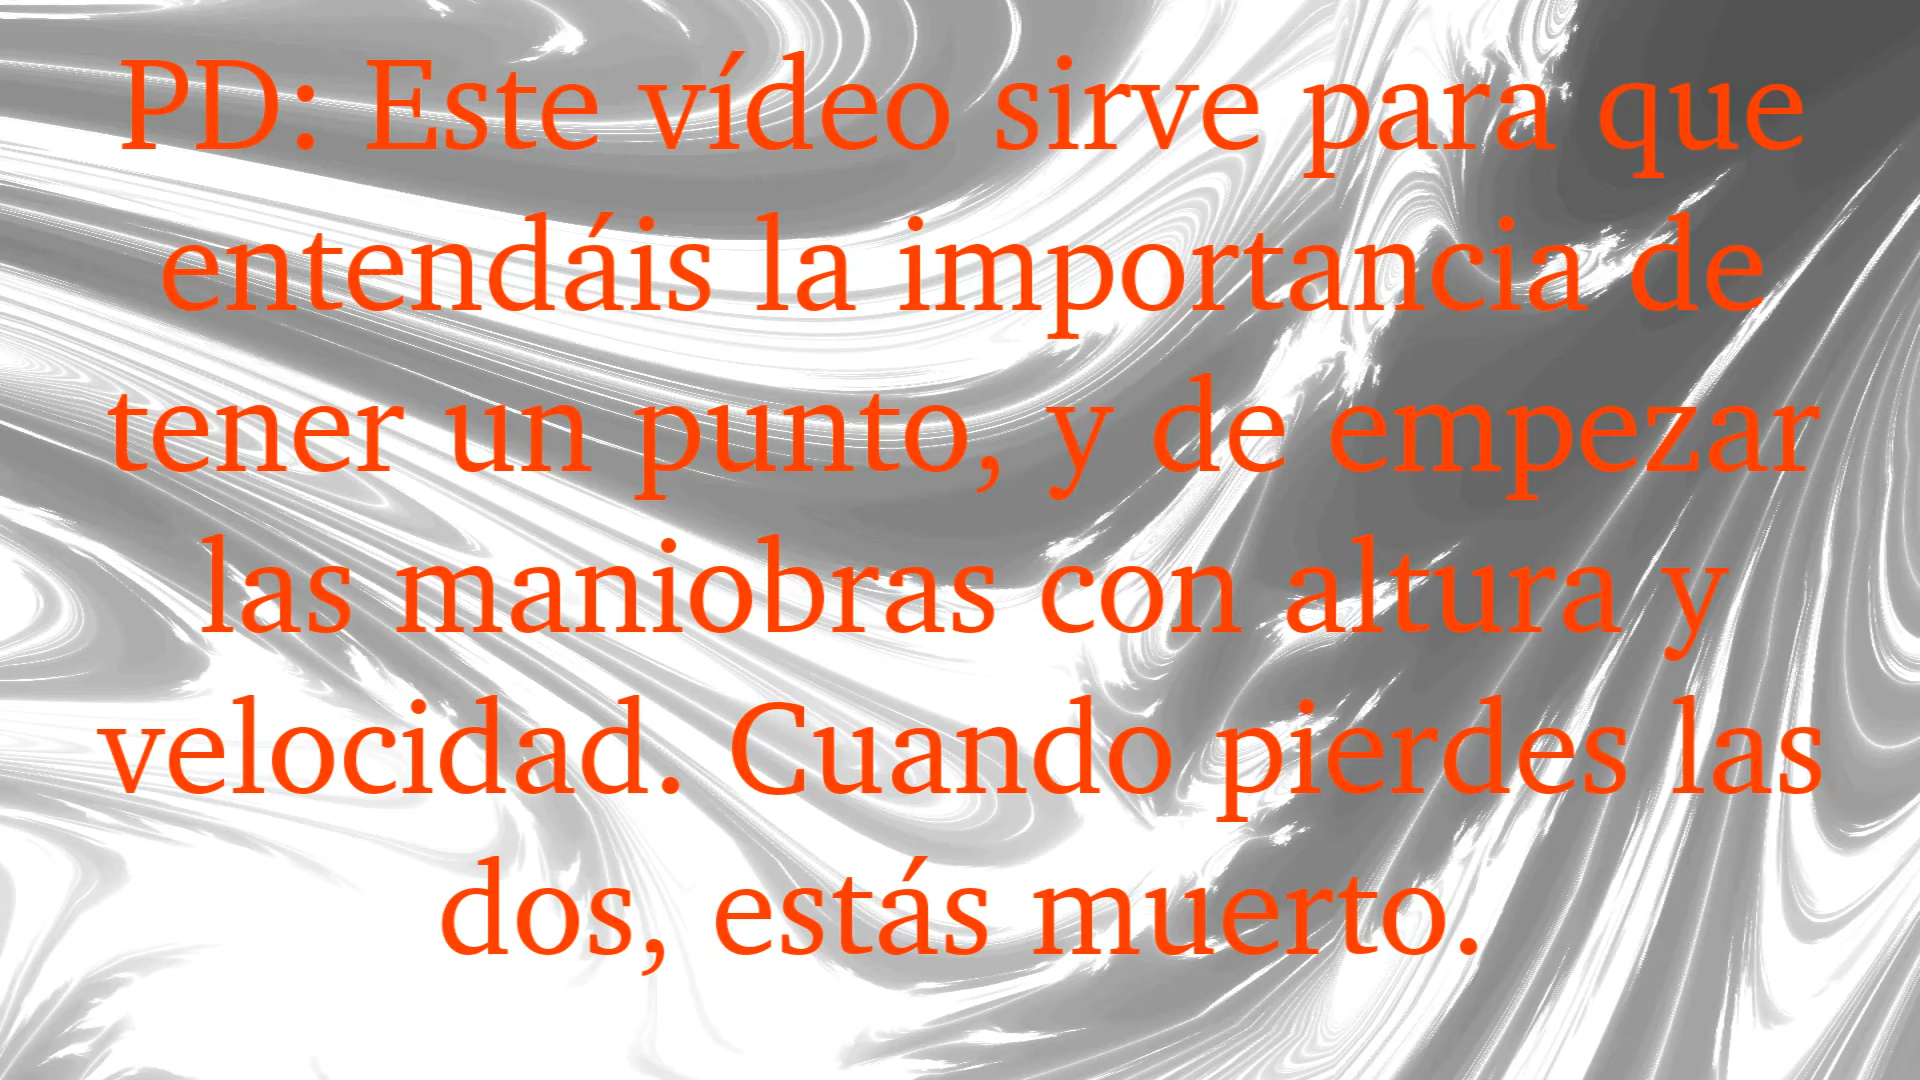 PD: Este vídeo sirve para que
entendáis la importancia de
tener un punto, y de empezar
las maniobras con altura y
velocidad. Cuando pierdes las
dos, estás muerto.